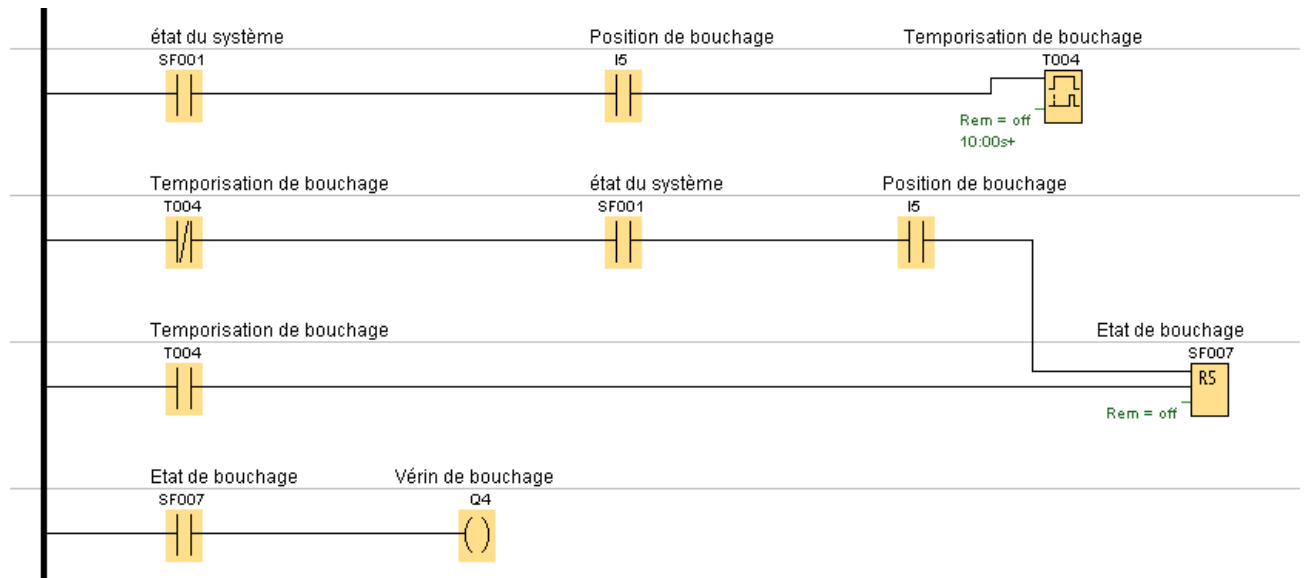 état du système Position de bouchage Temporisation de bouchage
SF001 I5 T004
Rem = off
10:00s+
Temporisation de bouchage état du système Position de bouchage
T004 SF001 I5
Temporisation de bouchage Etat de bouchage
T004 SF007
RS
Rem = off
Etat de bouchage Vérin de bouchage
SF007 Q4